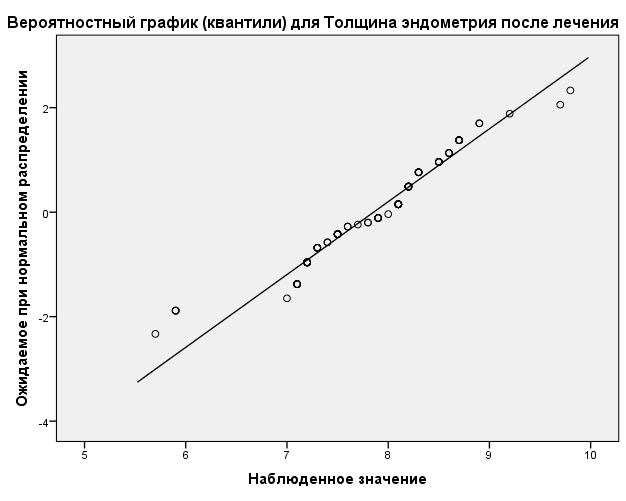 Вероятностный график (квантили) для Толщина эндометрия после лечения
Ожидаемое при нормальном распределении
2
0
-2
-4
5 6 7 8 9 10
Наблюденное значение